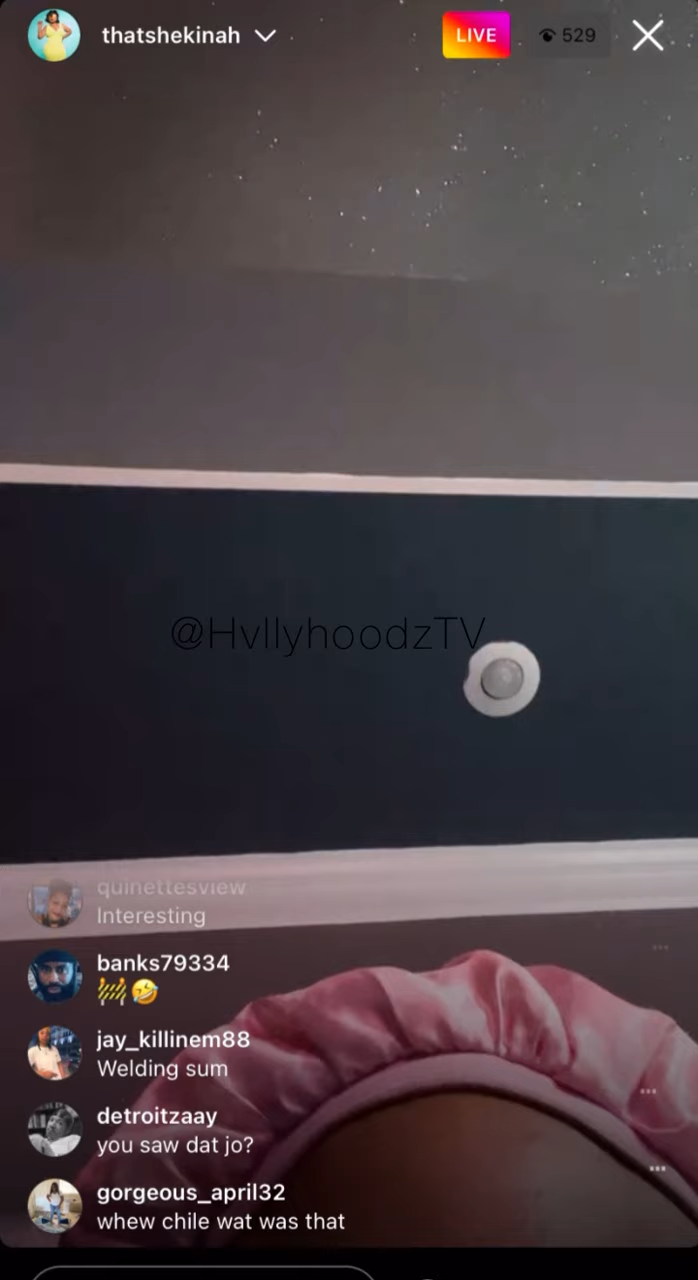 thatshekinah
LIVE
529
@HvllyhoodzTV
quinettesview
Interesting
banks79334
🚧🤣
jay_killinem88
Welding sum
detroitzaay
you saw dat jo?
gorgeous_april32
whew chile wat was that